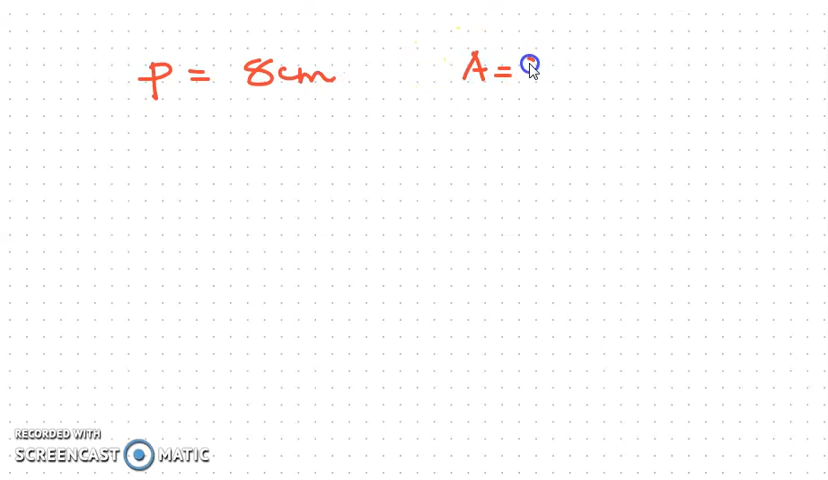 P = 8cm A =
RECORDED WITH
SCREENCAST MATIC